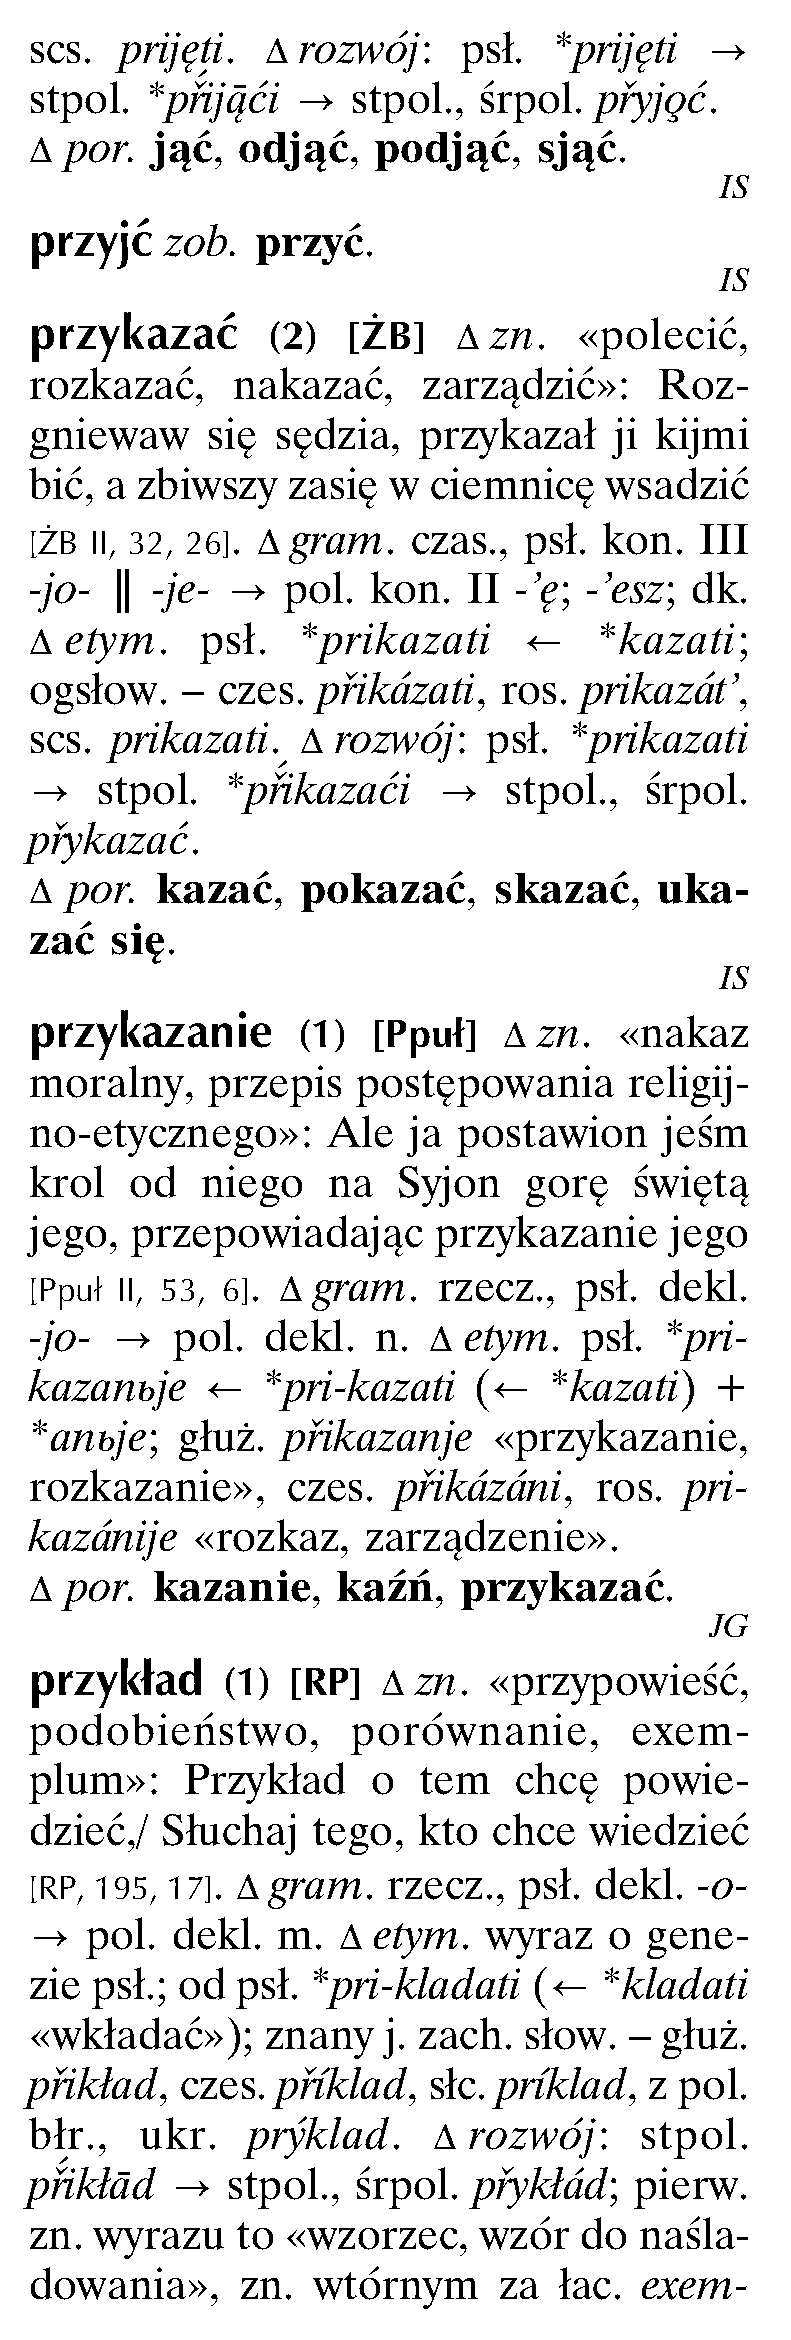 scs. prijęti. Δ rozwój: psł. *prijęti →
stpol. *přʹiją̄ći → stpol., śrpol. přyjǫć.
Δ por. jąć, odjąć, podjąć, sjąć.
IS
przyjć zob. przyć.
IS
przykazać (2) [ŻB] Δ zn. «polecić,
rozkazać, nakazać, zarządzić»: Roz-
gniewaw się sędzia, przykazał ji kijmi
bić, a zbiwszy zasię w ciemnicę wsadzić
[ŻB II, 32, 26]. Δ gram. czas., psł. kon. III
-jo- ‖ -je- → pol. kon. II -’ę; -’esz; dk.
Δ etym. psł. *prikazati ← *kazati;
ogsłow. – czes. přikázati, ros. prikazát’,
scs. prikazati. Δ rozwój: psł. *prikazati
→ stpol. *přʹikazaći → stpol., śrpol.
přykazać.
Δ por. kazać, pokazać, skazać, uka-
zać się.
IS
przykazanie (1) [Ppuł] Δ zn. «nakaz
moralny, przepis postępowania religij-
no-etycznego»: Ale ja postawion jeśm
krol od niego na Syjon gorę świętą
jego, przepowiadając przykazanie jego
[Ppuł II, 53, 6]. Δ gram. rzecz., psł. dekl.
-jo- → pol. dekl. n. Δ etym. psł. *pri-
kazanьje ← *pri-kazati (← *kazati) +
*anьje; głuż. přikazanje «przykazanie,
rozkazanie», czes. přikázáni, ros. pri-
kazánije «rozkaz, zarządzenie».
Δ por. kazanie, kaźń, przykazać.
JG
przykład (1) [RP] Δ zn. «przypowieść,
podobieństwo, porównanie, exem-
plum»: Przykład o tem chcę powie-
dzieć,/ Słuchaj tego, kto chce wiedzieć
[RP, 195, 17]. Δ gram. rzecz., psł. dekl. -o-
→ pol. dekl. m. Δ etym. wyraz o gene-
zie psł.; od psł. *pri-kladati (← *kladati
«wkładać»); znany j. zach. słow. – głuż.
přikład, czes. příklad, słc. príklad, z pol.
błr., ukr. prýklad. Δ rozwój: stpol.
přʹikłād → stpol., śrpol. přykłád; pierw.
zn. wyrazu to «wzorzec, wzór do naśla-
dowania», zn. wtórnym za łac. exem-